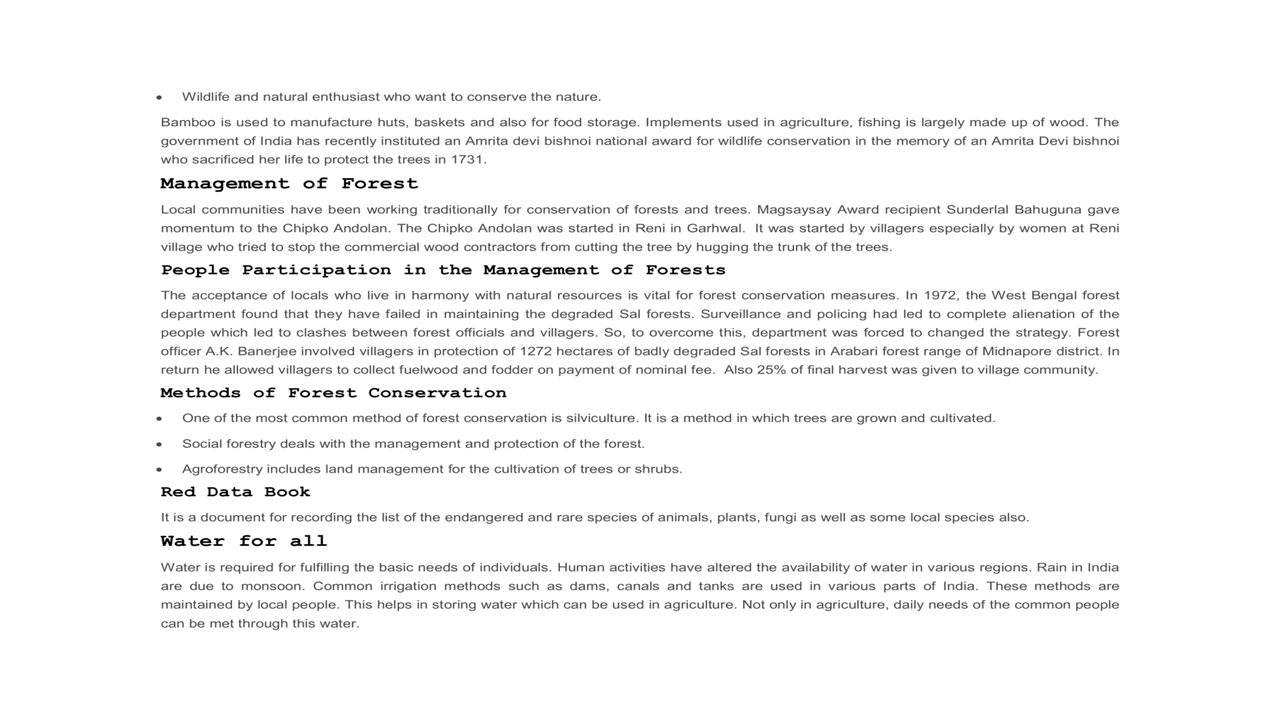 • Wildlife and natural enthusiast who want to conserve the nature.
Bamboo is used to manufacture huts, baskets and also for food storage. Implements used in agriculture, fishing is largely made up of wood. The
government of India has recently instituted an Amrita devi bishnoi national award for wildlife conservation in the memory of an Amrita Devi bishnoi
who sacrificed her life to protect the trees in 1731.
Management of Forest
Local communities have been working traditionally for conservation of forests and trees. Magsaysay Award recipient Sunderlal Bahuguna gave
momentum to the Chipko Andolan. The Chipko Andolan was started in Reni in Garhwal.  It was started by villagers especially by women at Reni
village who tried to stop the commercial wood contractors from cutting the tree by hugging the trunk of the trees.
People Participation in the Management of Forests
The acceptance of locals who live in harmony with natural resources is vital for forest conservation measures. In 1972, the West Bengal forest
department found that they have failed in maintaining the degraded Sal forests. Surveillance and policing had led to complete alienation of the
people which led to clashes between forest officials and villagers. So, to overcome this, department was forced to changed the strategy. Forest
officer A.K. Banerjee involved villagers in protection of 1272 hectares of badly degraded Sal forests in Arabari forest range of Midnapore district. In
return he allowed villagers to collect fuelwood and fodder on payment of nominal fee.  Also 25% of final harvest was given to village community.
Methods of Forest Conservation
• One of the most common method of forest conservation is silviculture. It is a method in which trees are grown and cultivated.
• Social forestry deals with the management and protection of the forest.
• Agroforestry includes land management for the cultivation of trees or shrubs.
Red Data Book
It is a document for recording the list of the endangered and rare species of animals, plants, fungi as well as some local species also.
Water for all
Water is required for fulfilling the basic needs of individuals. Human activities have altered the availability of water in various regions. Rain in India
are due to monsoon. Common irrigation methods such as dams, canals and tanks are used in various parts of India. These methods are
maintained by local people. This helps in storing water which can be used in agriculture. Not only in agriculture, daily needs of the common people
can be met through this water.